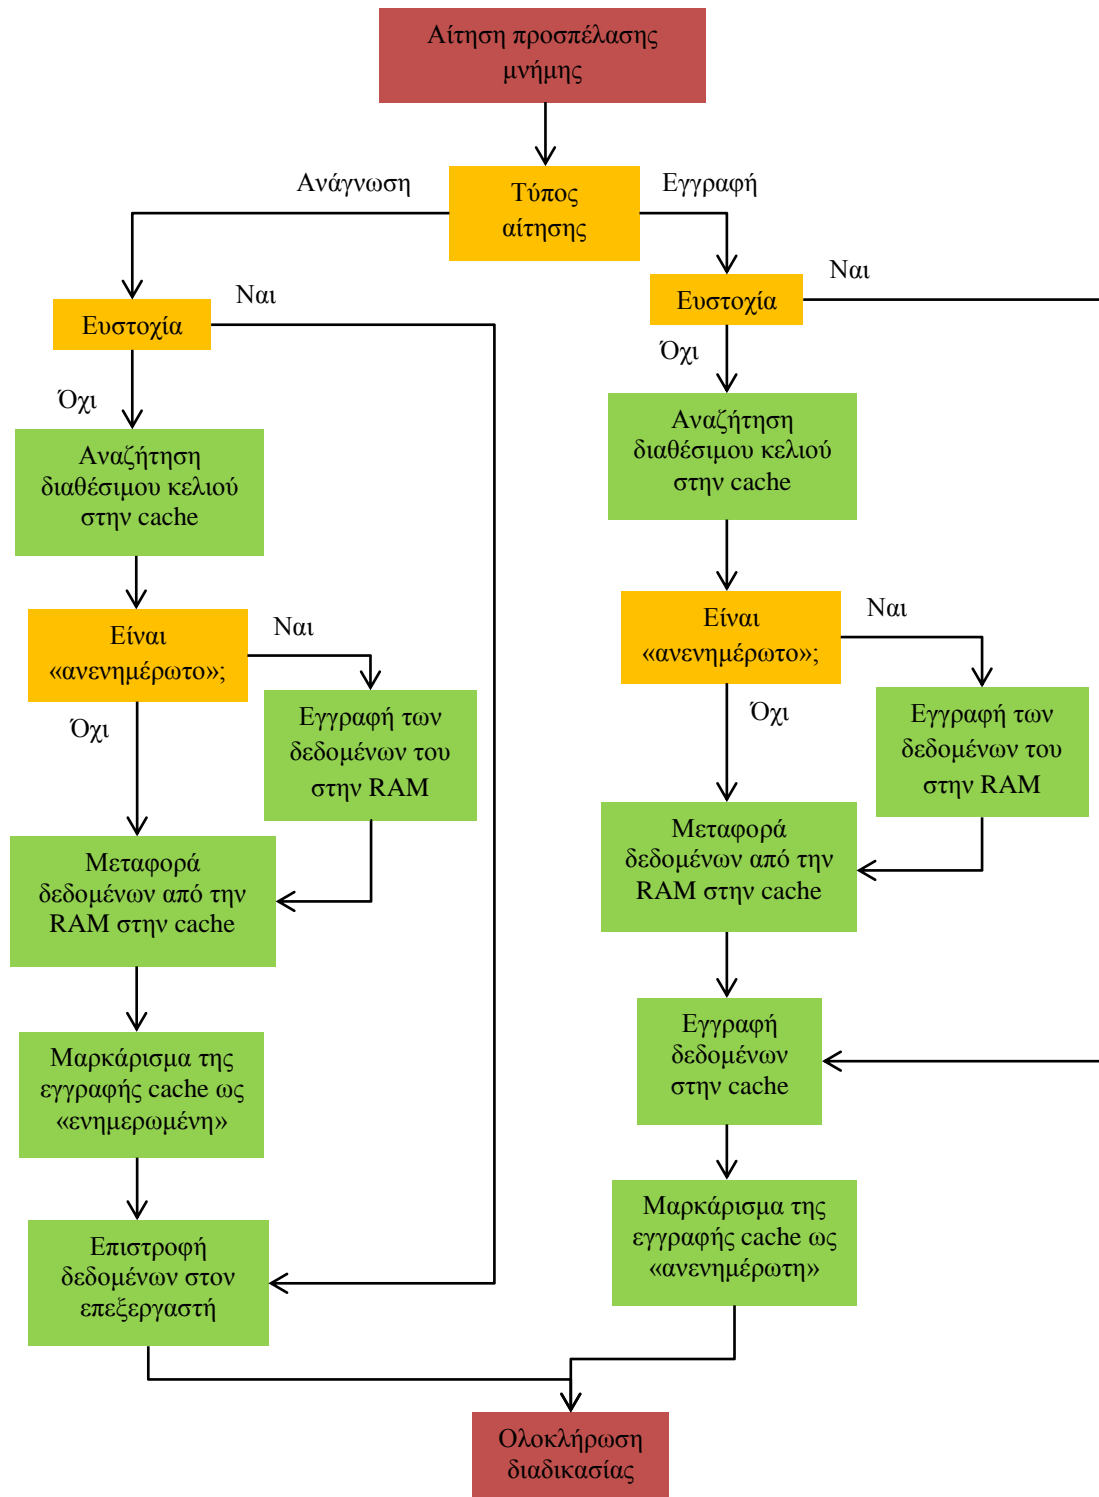 Αίτηση προσπέλασης
μνήμης
Ανάγνωση
Τύπος
αίτησης
Εγγραφή
Ευστοχία
Ναι
Όχι
Αναζήτηση
διαθέσιμου κελιού
στην cache
Είναι
«ανενημέρωτο»;
Ναι
Όχι
Εγγραφή των
δεδομένων του
στην RAM
Μεταφορά
δεδομένων από την
RAM στην cache
Μαρκάρισμα της
εγγραφής cache ως
«ενημερωμένη»
Επιστροφή
δεδομένων στον
επεξεργαστή
Ευστοχία
Ναι
Όχι
Αναζήτηση
διαθέσιμου κελιού
στην cache
Είναι
«ανενημέρωτο»;
Ναι
Όχι
Εγγραφή των
δεδομένων του
στην RAM
Μεταφορά
δεδομένων από την
RAM στην cache
Εγγραφή
δεδομένων
στην cache
Μαρκάρισμα της
εγγραφής cache ως
«ανενημέρωτη»
Ολοκλήρωση
διαδικασίας